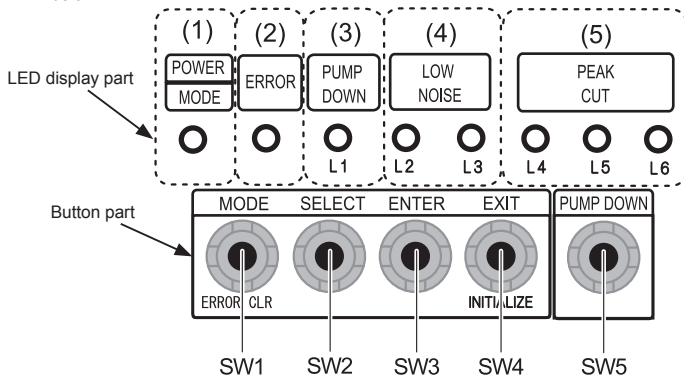 (1) (2) (3) (4) (5)
POWER
MODE
ERROR
PUMP
DOWN
LOW
NOISE
PEAK
CUT
LED display part
L1 L2 L3 L4 L5 L6
Button part
MODE SELECT ENTER EXIT PUMP DOWN
ERROR CLR INITIALIZE
SW1 SW2 SW3 SW4 SW5